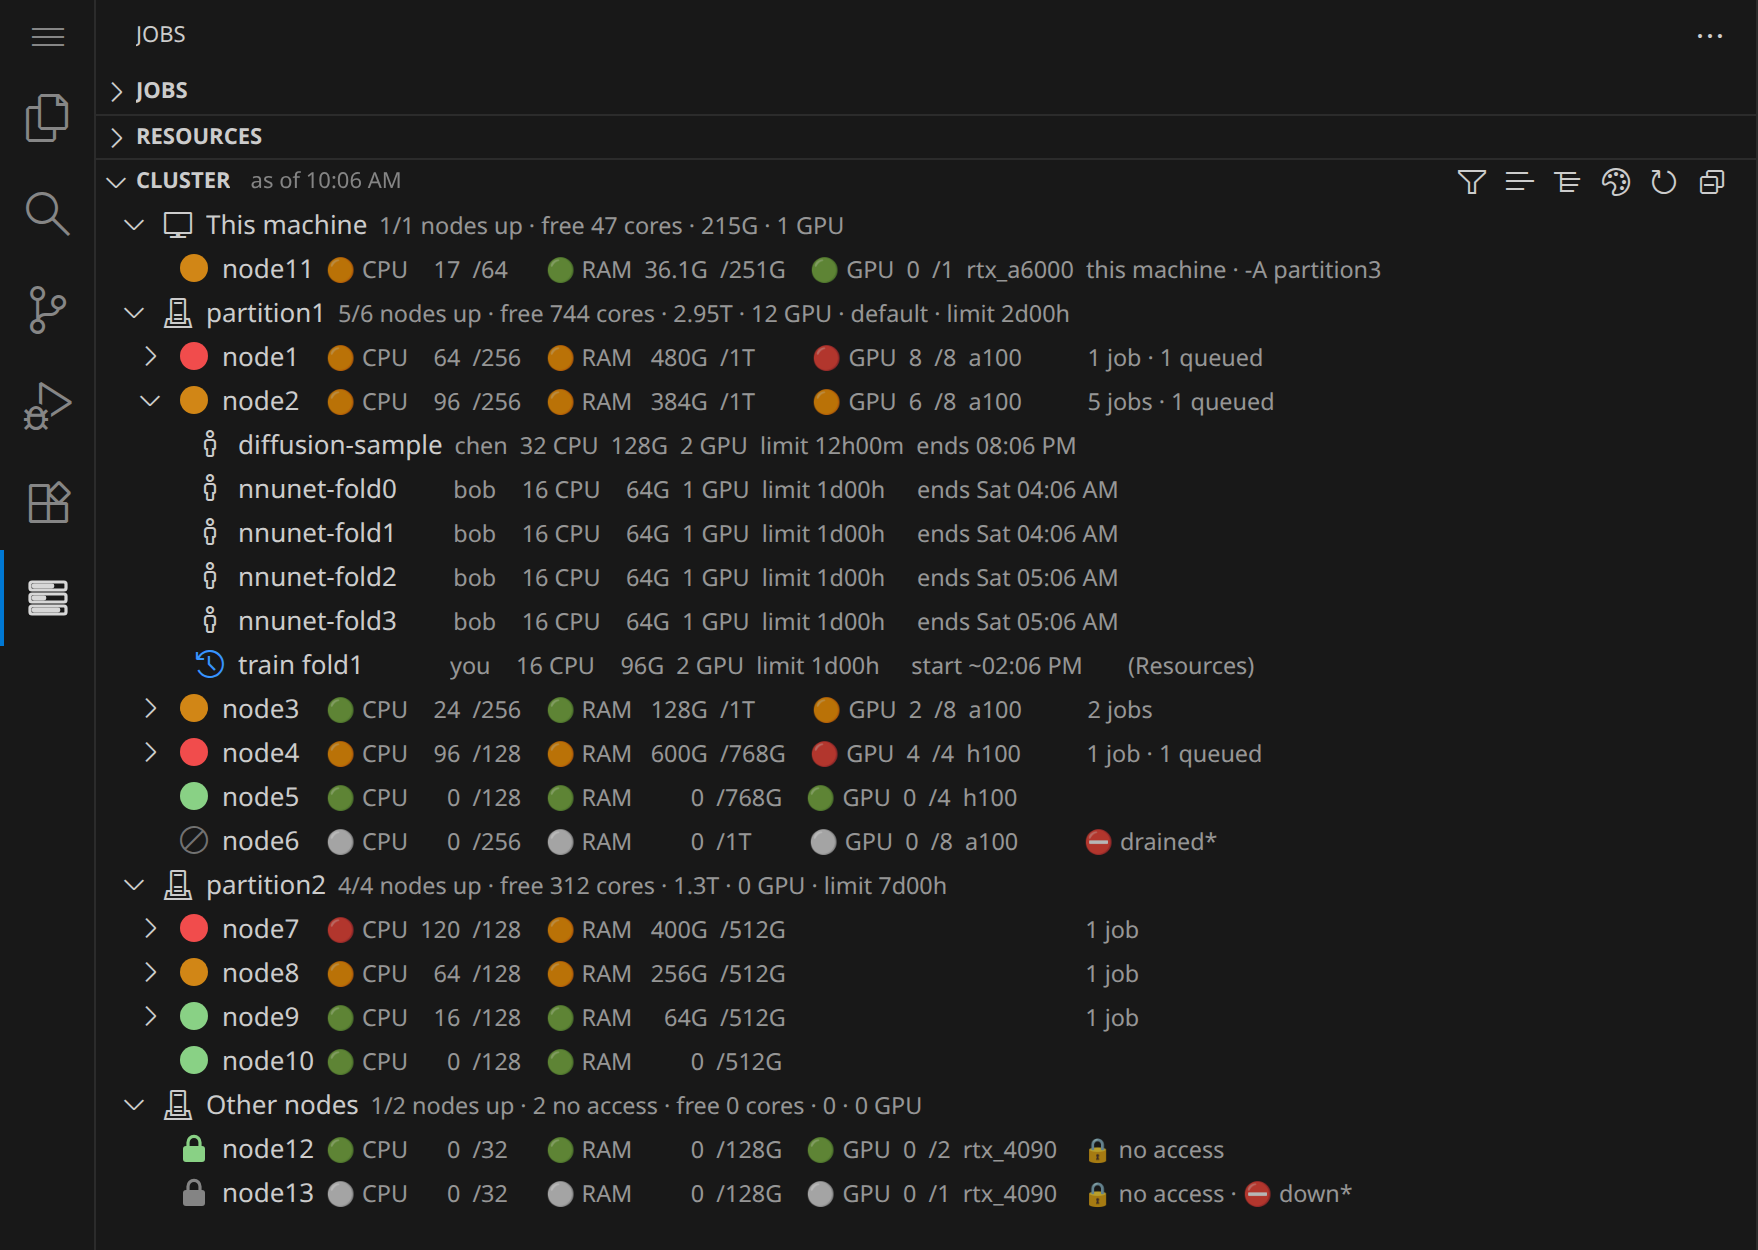 JOBS
JOBS
RESOURCES
CLUSTER as of 10:06 AM
This machine 1/1 nodes up · free 47 cores · 215G · 1 GPU
node11 CPU 17 /64 RAM 36.1G /251G GPU 0 /1 rtx_a6000 this machine · -A partition3
partition1 5/6 nodes up · free 744 cores · 2.95T · 12 GPU · default · limit 2d00h
node1 CPU 64 /256 RAM 480G /1T GPU 8 /8 a100 1 job · 1 queued
node2 CPU 96 /256 RAM 384G /1T GPU 6 /8 a100 5 jobs · 1 queued
diffusion-sample chen 32 CPU 128G 2 GPU limit 12h00m ends 08:06 PM
nnunet-fold0 bob 16 CPU 64G 1 GPU limit 1d00h ends Sat 04:06 AM
nnunet-fold1 bob 16 CPU 64G 1 GPU limit 1d00h ends Sat 04:06 AM
nnunet-fold2 bob 16 CPU 64G 1 GPU limit 1d00h ends Sat 05:06 AM
nnunet-fold3 bob 16 CPU 64G 1 GPU limit 1d00h ends Sat 05:06 AM
train fold1 you 16 CPU 96G 2 GPU limit 1d00h start ~02:06 PM (Resources)
node3 CPU 24 /256 RAM 128G /1T GPU 2 /8 a100 2 jobs
node4 CPU 96 /128 RAM 600G /768G GPU 4 /4 h100 1 job · 1 queued
node5 CPU 0 /128 RAM 0 /768G GPU 0 /4 h100
node6 CPU 0 /256 RAM 0 /1T GPU 0 /8 a100 drained*
partition2 4/4 nodes up · free 312 cores · 1.3T · 0 GPU · limit 7d00h
node7 CPU 120 /128 RAM 400G /512G 1 job
node8 CPU 64 /128 RAM 256G /512G 1 job
node9 CPU 16 /128 RAM 64G /512G 1 job
node10 CPU 0 /128 RAM 0 /512G
Other nodes 1/2 nodes up · 2 no access · free 0 cores · 0 · 0 GPU
node12 CPU 0 /32 RAM 0 /128G GPU 0 /2 rtx_4090 no access
node13 CPU 0 /32 RAM 0 /128G GPU 0 /1 rtx_4090 no access · down*